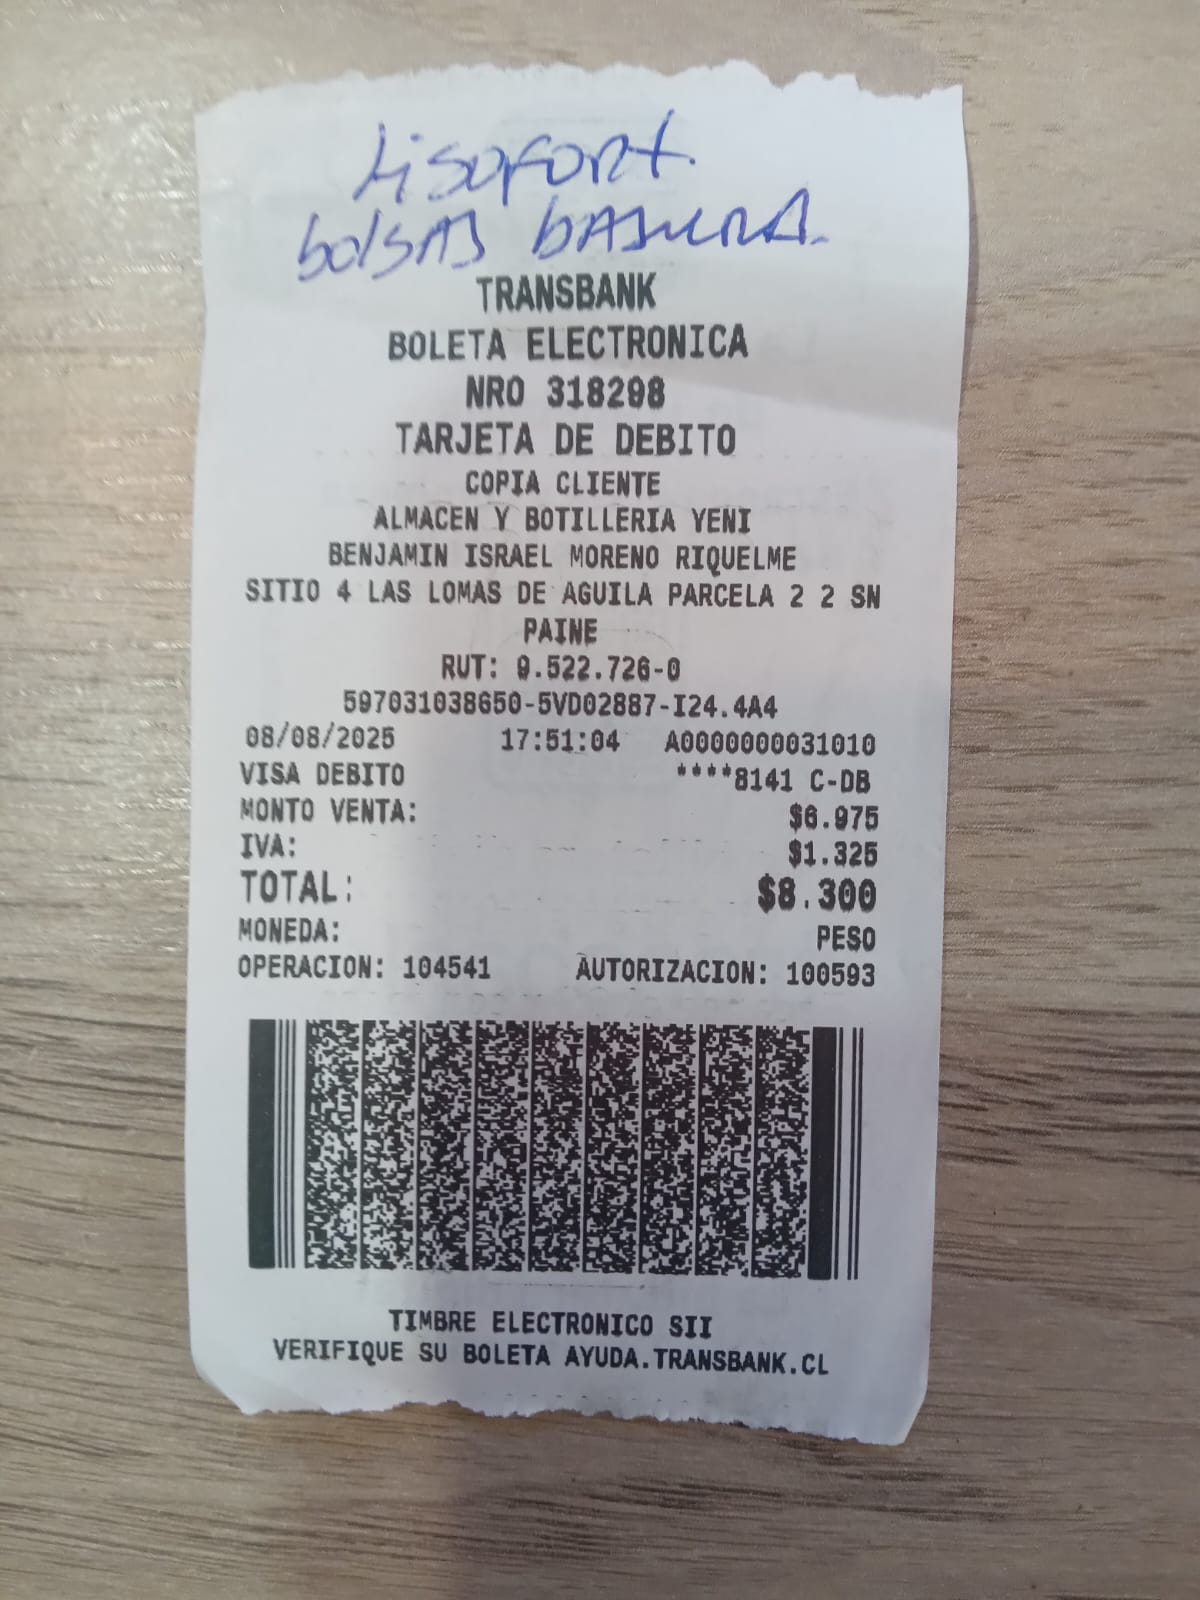 Lisofort.
bolsAs bAsurA.
TRANSBANK
BOLETA ELECTRONICA
NRO 318298
TARJETA DE DEBITO
COPIA CLIENTE
ALMACEN Y BOTILLERIA YENI
BENJAMIN ISRAEL MORENO RIQUELME
SITIO 4 LAS LOMAS DE AGUILA PARCELA 2 2 SN
PAINE
RUT: 9.522.726-0
597031038650-5VD02887-I24.4A4
08/08/2025 17:51:04 A0000000031010
VISA DEBITO ****8141 C-DB
MONTO VENTA: $6.975
IVA: $1.325
TOTAL: $8.300
MONEDA: PESO
OPERACION: 104541 AUTORIZACION: 100593
TIMBRE ELECTRONICO SII
VERIFIQUE SU BOLETA AYUDA.TRANSBANK.CL